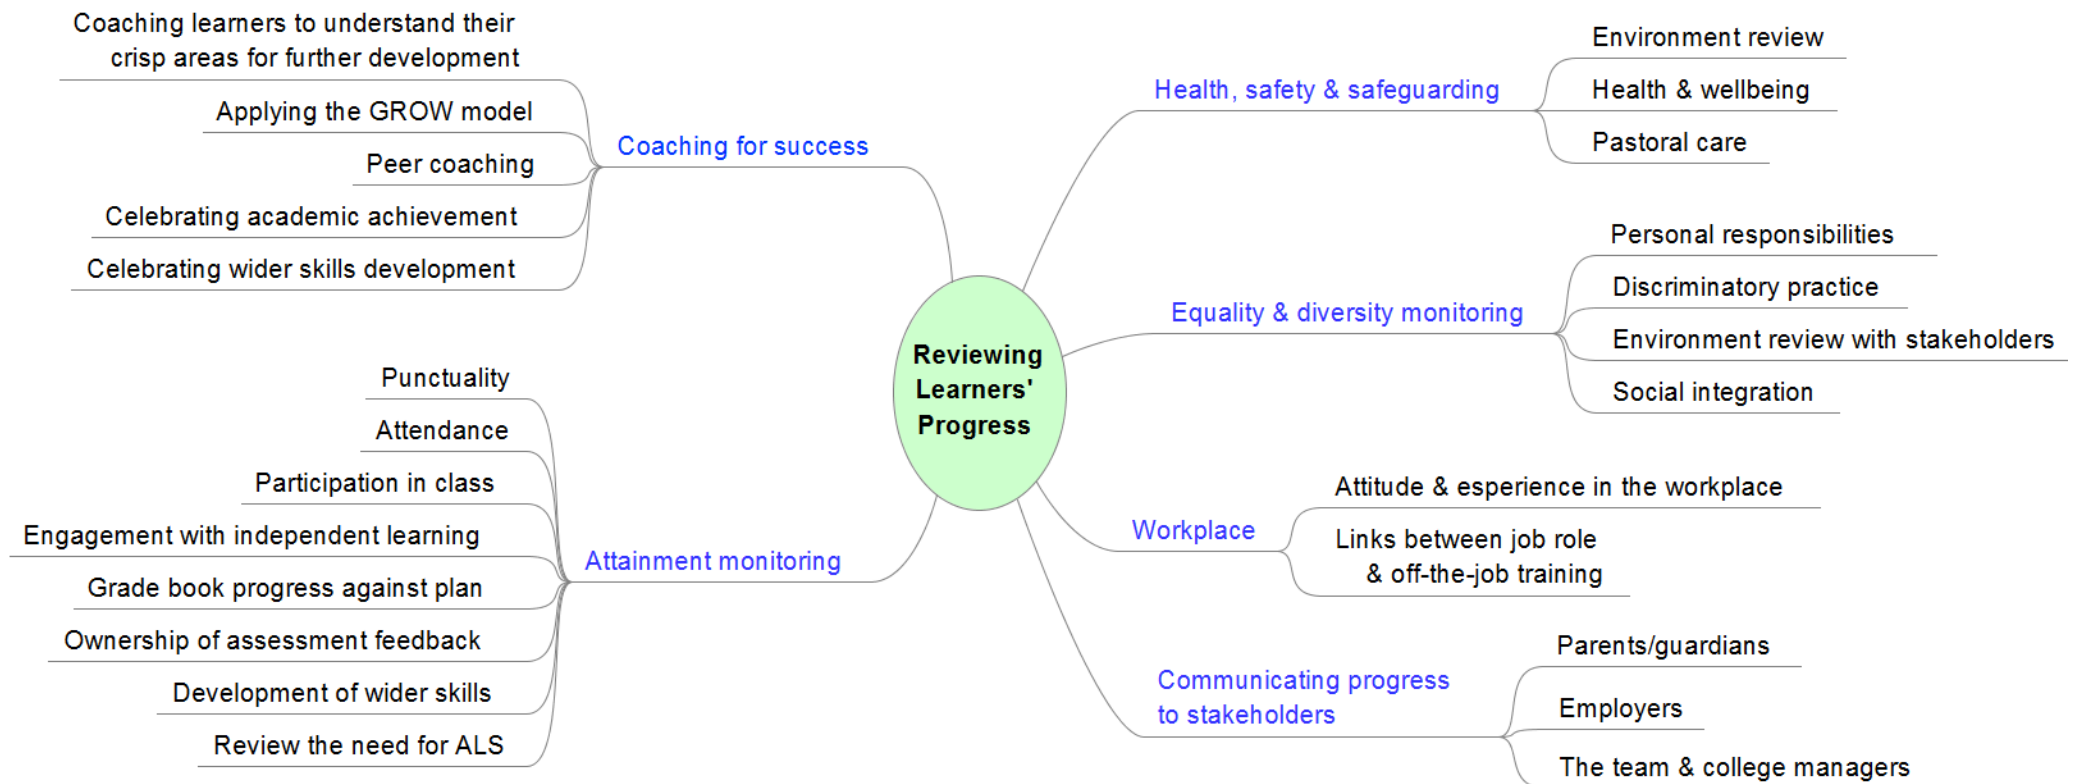 Coaching learners to understand their
crisp areas for further development
Applying the GROW model
Peer coaching
Celebrating academic achievement
Celebrating wider skills development
Coaching for success
Punctuality
Attendance
Participation in class
Engagement with independent learning
Grade book progress against plan
Ownership of assessment feedback
Development of wider skills
Review the need for ALS
Attainment monitoring
Reviewing
Learners'
Progress
Health, safety & safeguarding
Environment review
Health & wellbeing
Pastoral care
Equality & diversity monitoring
Personal responsibilities
Discriminatory practice
Environment review with stakeholders
Social integration
Workplace
Attitude & esperience in the workplace
Links between job role
& off-the-job training
Communicating progress
to stakeholders
Parents/guardians
Employers
The team & college managers